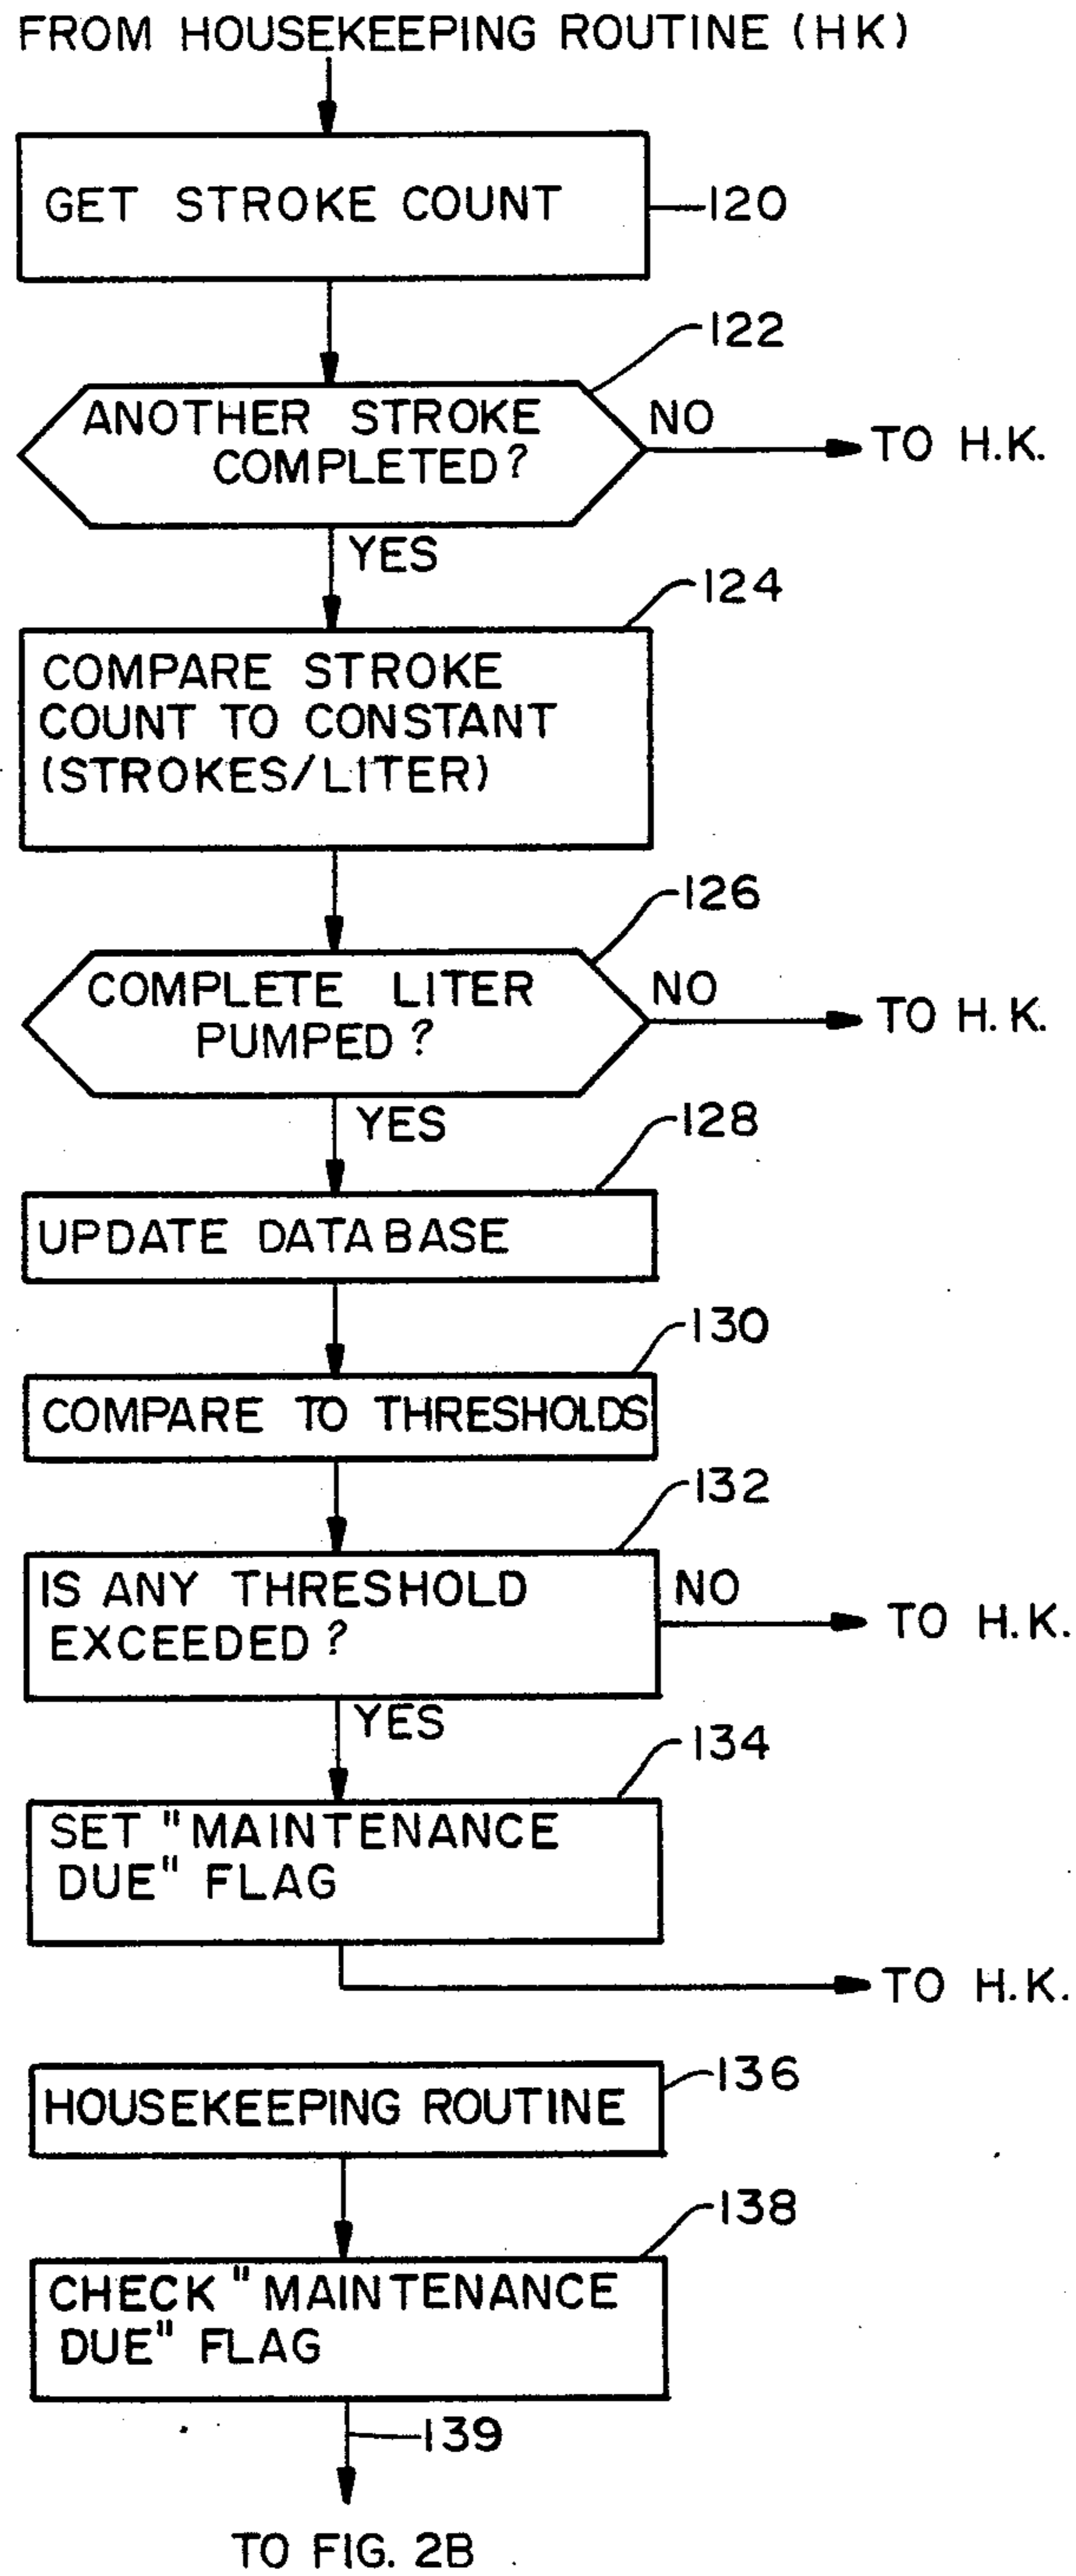 FROM HOUSEKEEPING ROUTINE (HK)
GET STROKE COUNT
120
122
ANOTHER STROKE
COMPLETED?
NO
TO H.K.
YES
124
COMPARE STROKE
COUNT TO CONSTANT
(STROKES/LITER)
126
COMPLETE LITER
PUMPED?
NO
TO H.K.
YES
128
UPDATE DATABASE
130
COMPARE TO THRESHOLDS
132
IS ANY THRESHOLD
EXCEEDED?
NO
TO H.K.
YES
134
SET "MAINTENANCE
DUE" FLAG
TO H.K.
136
HOUSEKEEPING ROUTINE
138
CHECK "MAINTENANCE
DUE" FLAG
139
TO FIG. 2B